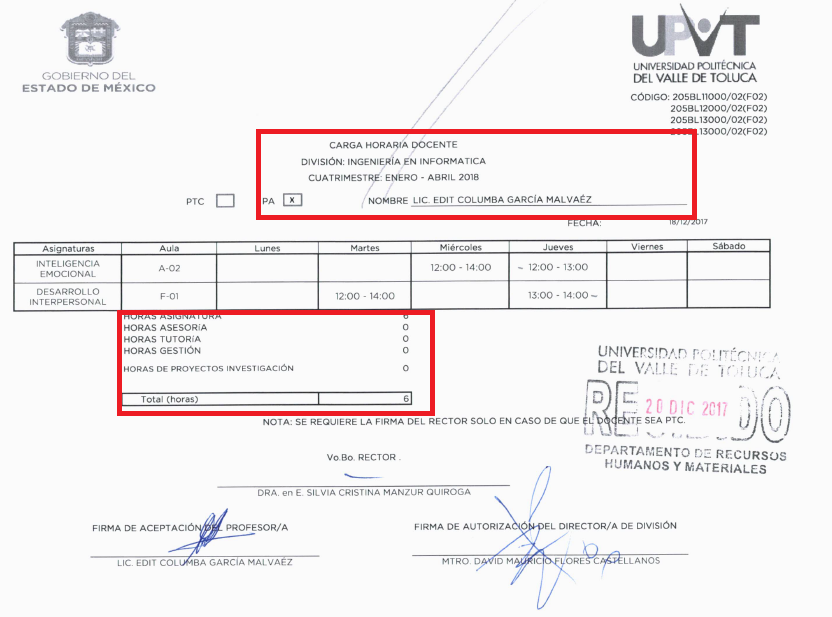 GOBIERNO DEL
ESTADO DE MÉXICO
UPVT
UNIVERSIDAD POLITÉCNICA
DEL VALLE DE TOLUCA
CÓDIGO: 205BL11000/02(F02)
205BL12000/02(F02)
205BL13000/02(F02)
205BL13000/02(F02)
CARGA HORARIA DOCENTE
DIVISIÓN: INGENIERÍA EN INFORMATICA
CUATRIMESTRE: ENERO - ABRIL 2018
PTC PA X NOMBRE LIC. EDIT COLUMBA GARCÍA MALVAÉZ
FECHA: 18/12/2017
Asignaturas Aula Lunes Martes Miércoles Jueves Viernes Sábado
INTELIGENCIA
EMOCIONAL A-02 12:00 - 14:00 ~ 12:00 - 13:00
DESARROLLO
INTERPERSONAL F-01 12:00 - 14:00 13:00 - 14:00 ~
HORAS ASIGNATURA 6
HORAS ASESORÍA 0
HORAS TUTORÍA 0
HORAS GESTIÓN 0
HORAS DE PROYECTOS INVESTIGACIÓN 0
Total (horas) 6
UNIVERSIDAD POLITÉCNICA
DEL VALLE DE TOLUCA
RECIBIDO
20 DIC 2017
DEPARTAMENTO DE RECURSOS
HUMANOS Y MATERIALES
NOTA: SE REQUIERE LA FIRMA DEL RECTOR SOLO EN CASO DE QUE EL DOCENTE SEA PTC.
Vo.Bo. RECTOR .
DRA. en E. SILVIA CRISTINA MANZUR QUIROGA
FIRMA DE ACEPTACIÓN DEL PROFESOR/A
LIC. EDIT COLUMBA GARCÍA MALVAÉZ
FIRMA DE AUTORIZACIÓN DEL DIRECTOR/A DE DIVISIÓN
MTRO. DAVID MAURICIO FLORES CASTELLANOS